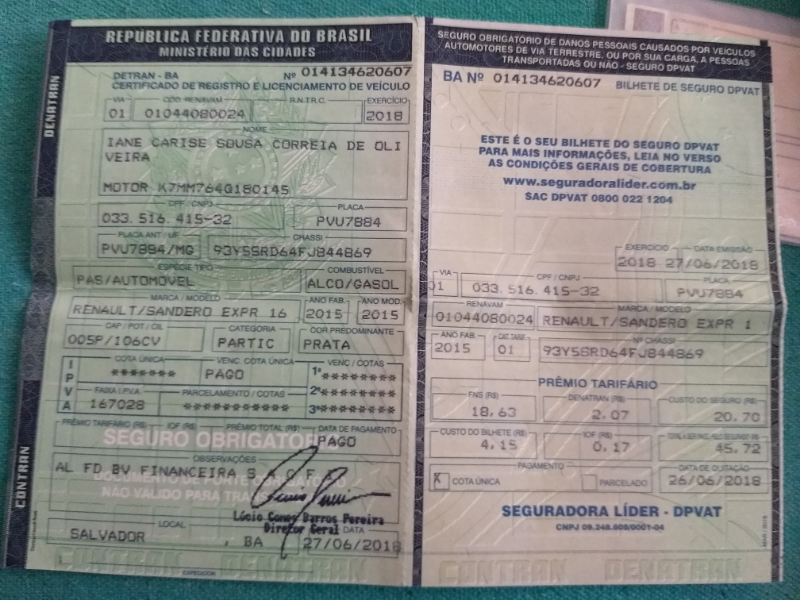 REPÚBLICA FEDERATIVA DO BRASIL
MINISTÉRIO DAS CIDADES
DENATRAN
DETRAN - BA Nº 014134620607
CERTIFICADO DE REGISTRO E LICENCIAMENTO DE VEÍCULO
VIA CÓD. RENAVAM R.N.T.R.C. EXERCÍCIO
01 01044080024 2018
NOME
IANE CARISE SOUSA CORREIA DE OLI
VEIRA
MOTOR K7MM764Q180145
CPF / CNPJ PLACA
033.516.415-32 PVU7884
PLACA ANT / UF CHASSI
PVU7884/MG 93Y5SRD64FJ844869
ESPÉCIE TIPO COMBUSTÍVEL
PAS/AUTOMOVEL ALCO/GASOL
MARCA / MODELO ANO FAB. ANO MOD.
RENAULT/SANDERO EXPR 16 2015 2015
CAP / POT / CIL CATEGORIA COR PREDOMINANTE
005P/106CV PARTIC PRATA
IPVA
COTA ÚNICA VENC. COTA ÚNICA VENC / COTAS
******* PAGO 1ª ********
FAIXA I.P.V.A. PARCELAMENTO / COTAS 2ª ********
167028 *********** 3ª ********
PRÊMIO TARIFÁRIO (R$) IOF (R$) PRÊMIO TOTAL (R$) DATA DE PAGAMENTO
SEGURO OBRIGATÓ PAGO
OBSERVAÇÕES
AL FD BV FINANCEIRA S A C F
DOCUMENTO DE PORTE OBRIGATÓRIO
NÃO VÁLIDO PARA TRANS
Lúcio Gomes Barros Pereira
Diretor Geral
LOCAL DATA
SALVADOR , BA 27/06/2018
CONTRAN
CONTRAN DENATRAN
EXPEDIDOR
SEGURO OBRIGATÓRIO DE DANOS PESSOAIS CAUSADOS POR VEÍCULOS
AUTOMOTORES DE VIA TERRESTRE, OU POR SUA CARGA, A PESSOAS
TRANSPORTADAS OU NÃO - SEGURO DPVAT
BA Nº 014134620607 BILHETE DE SEGURO DPVAT
ESTE É O SEU BILHETE DO SEGURO DPVAT
PARA MAIS INFORMAÇÕES, LEIA NO VERSO
AS CONDIÇÕES GERAIS DE COBERTURA
www.seguradoralider.com.br
SAC DPVAT 0800 022 1204
EXERCÍCIO DATA EMISSÃO
2018 27/06/2018
VIA CPF / CNPJ PLACA
01 033.516.415-32 PVU7884
RENAVAM MARCA / MODELO
01044080024 RENAULT/SANDERO EXPR 1
ANO FAB. CAT. TARIF. Nº CHASSI
2015 01 93Y5SRD64FJ844869
PRÊMIO TARIFÁRIO
FNS (R$) DENATRAN (R$) CUSTO DO SEGURO (R$)
18,63 2,07 20,70
CUSTO DO BILHETE (R$) IOF (R$)
4,15 0,17 45,72
PAGAMENTO DATA DE QUITAÇÃO
X COTA ÚNICA PARCELADO 26/06/2018
SEGURADORA LÍDER - DPVAT
CNPJ 09.248.608/0001-04
CONTRAN DENATRAN